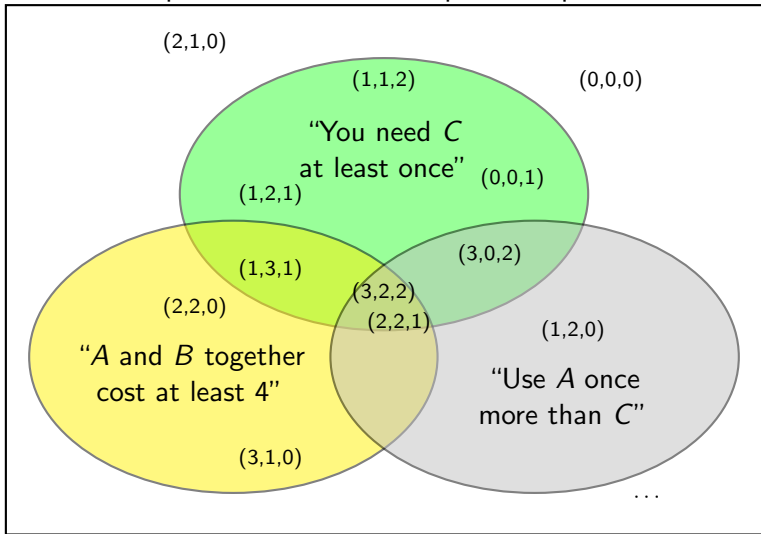 (2,1,0)
(1,1,2)
(0,0,0)
“You need C
at least once”
(0,0,1)
(1,2,1)
(3,0,2)
(1,3,1)
(3,2,2)
(2,2,0)
(2,2,1)
(1,2,0)
“A and B together
cost at least 4”
“Use A once
more than C”
(3,1,0)
...